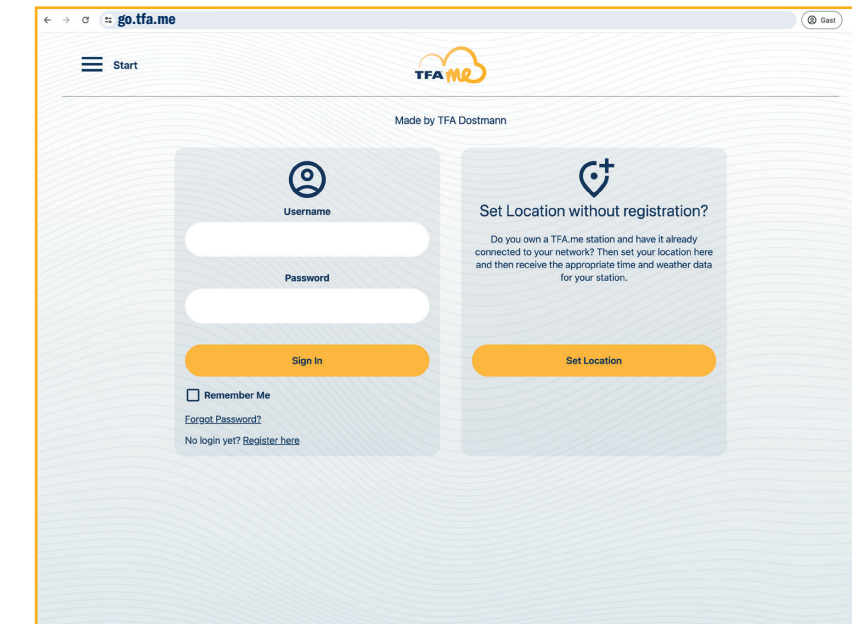 go.tfa.me
Gast
Start
TFA ME
Made by TFA Dostmann
Username
Password
Sign In
Remember Me
Forgot Password?
No login yet? Register here
Set Location without registration?
Do you own a TFA.me station and have it already
connected to your network? Then set your location here
and then receive the appropriate time and weather data
for your station.
Set Location